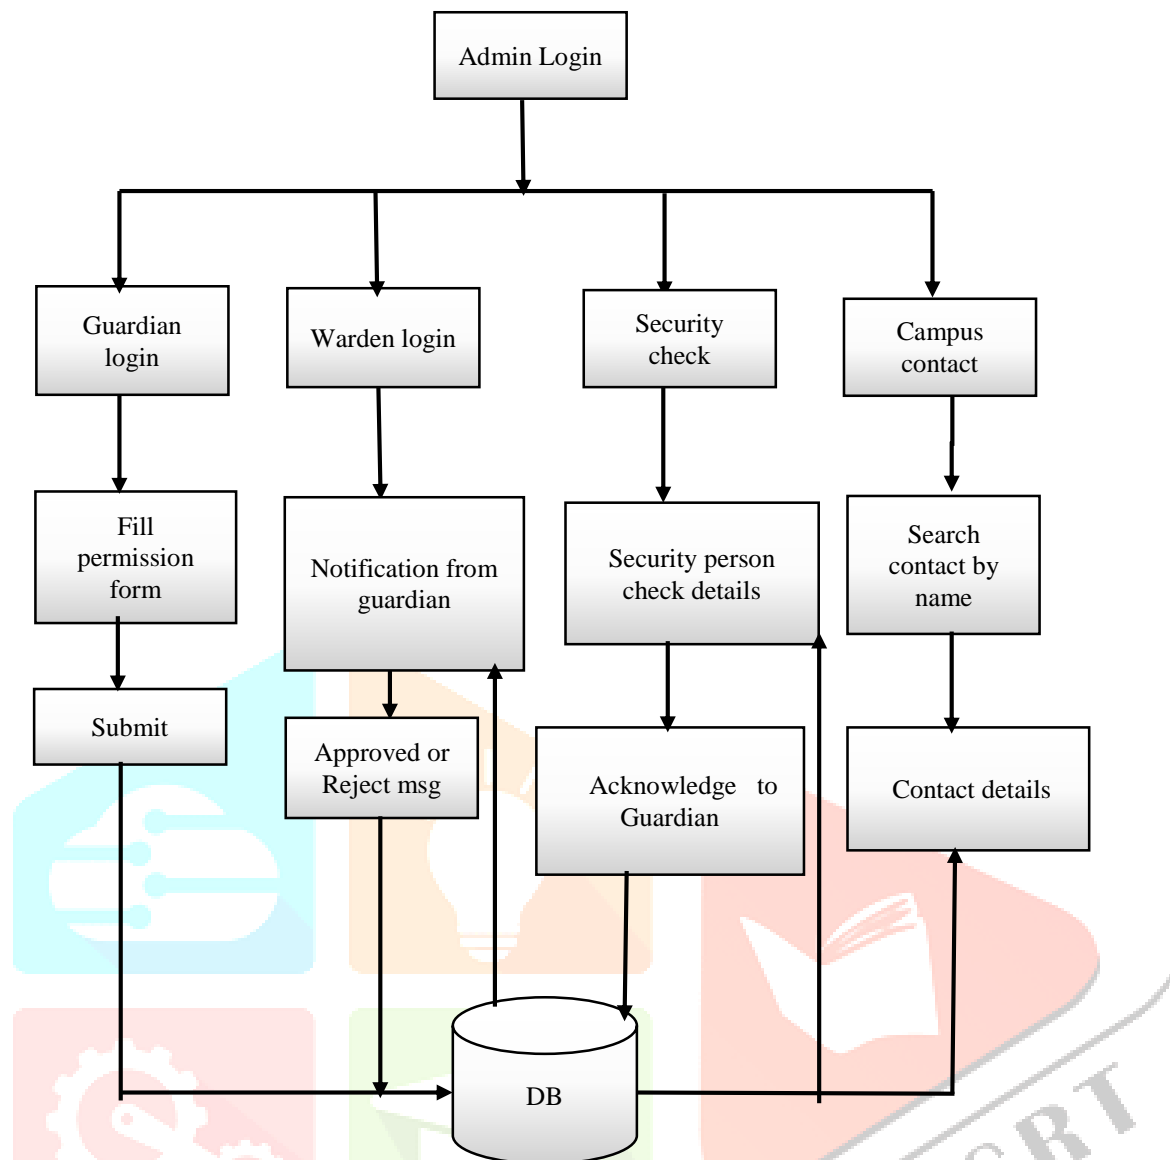 Admin Login
Guardian
login
Warden login
Security
check
Campus
contact
Fill
permission
form
Notification from
guardian
Security person
check details
Search
contact by
name
Submit
Approved or
Reject msg
Acknowledge to
Guardian
Contact details
DB
CRT